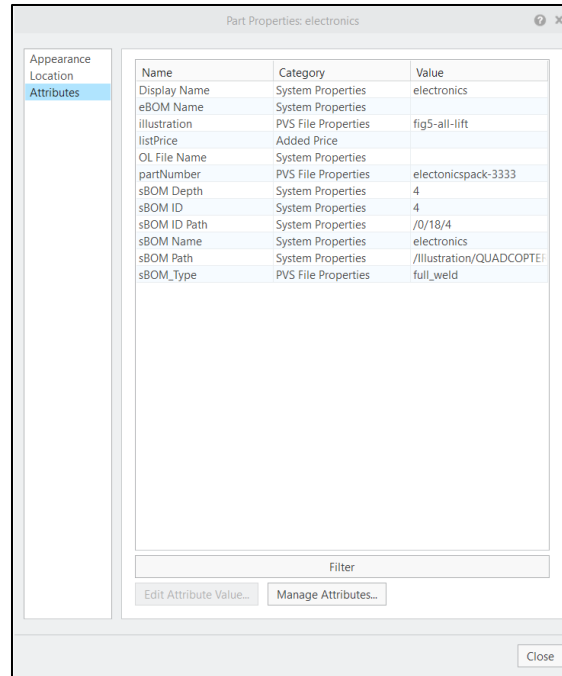 Part Properties: electronics
Appearance
Location
Attributes
Name Category Value
Display Name System Properties electronics
eBOM Name System Properties
illustration PVS File Properties fig5-all-lift
listPrice Added Price
OL File Name System Properties
partNumber PVS File Properties electonicspack-3333
sBOM Depth System Properties 4
sBOM ID System Properties 4
sBOM ID Path System Properties /0/18/4
sBOM Name System Properties electronics
sBOM Path System Properties /Illustration/QUADCOPTE
sBOM_Type PVS File Properties full_weld
Filter
Edit Attribute Value... Manage Attributes...
Close